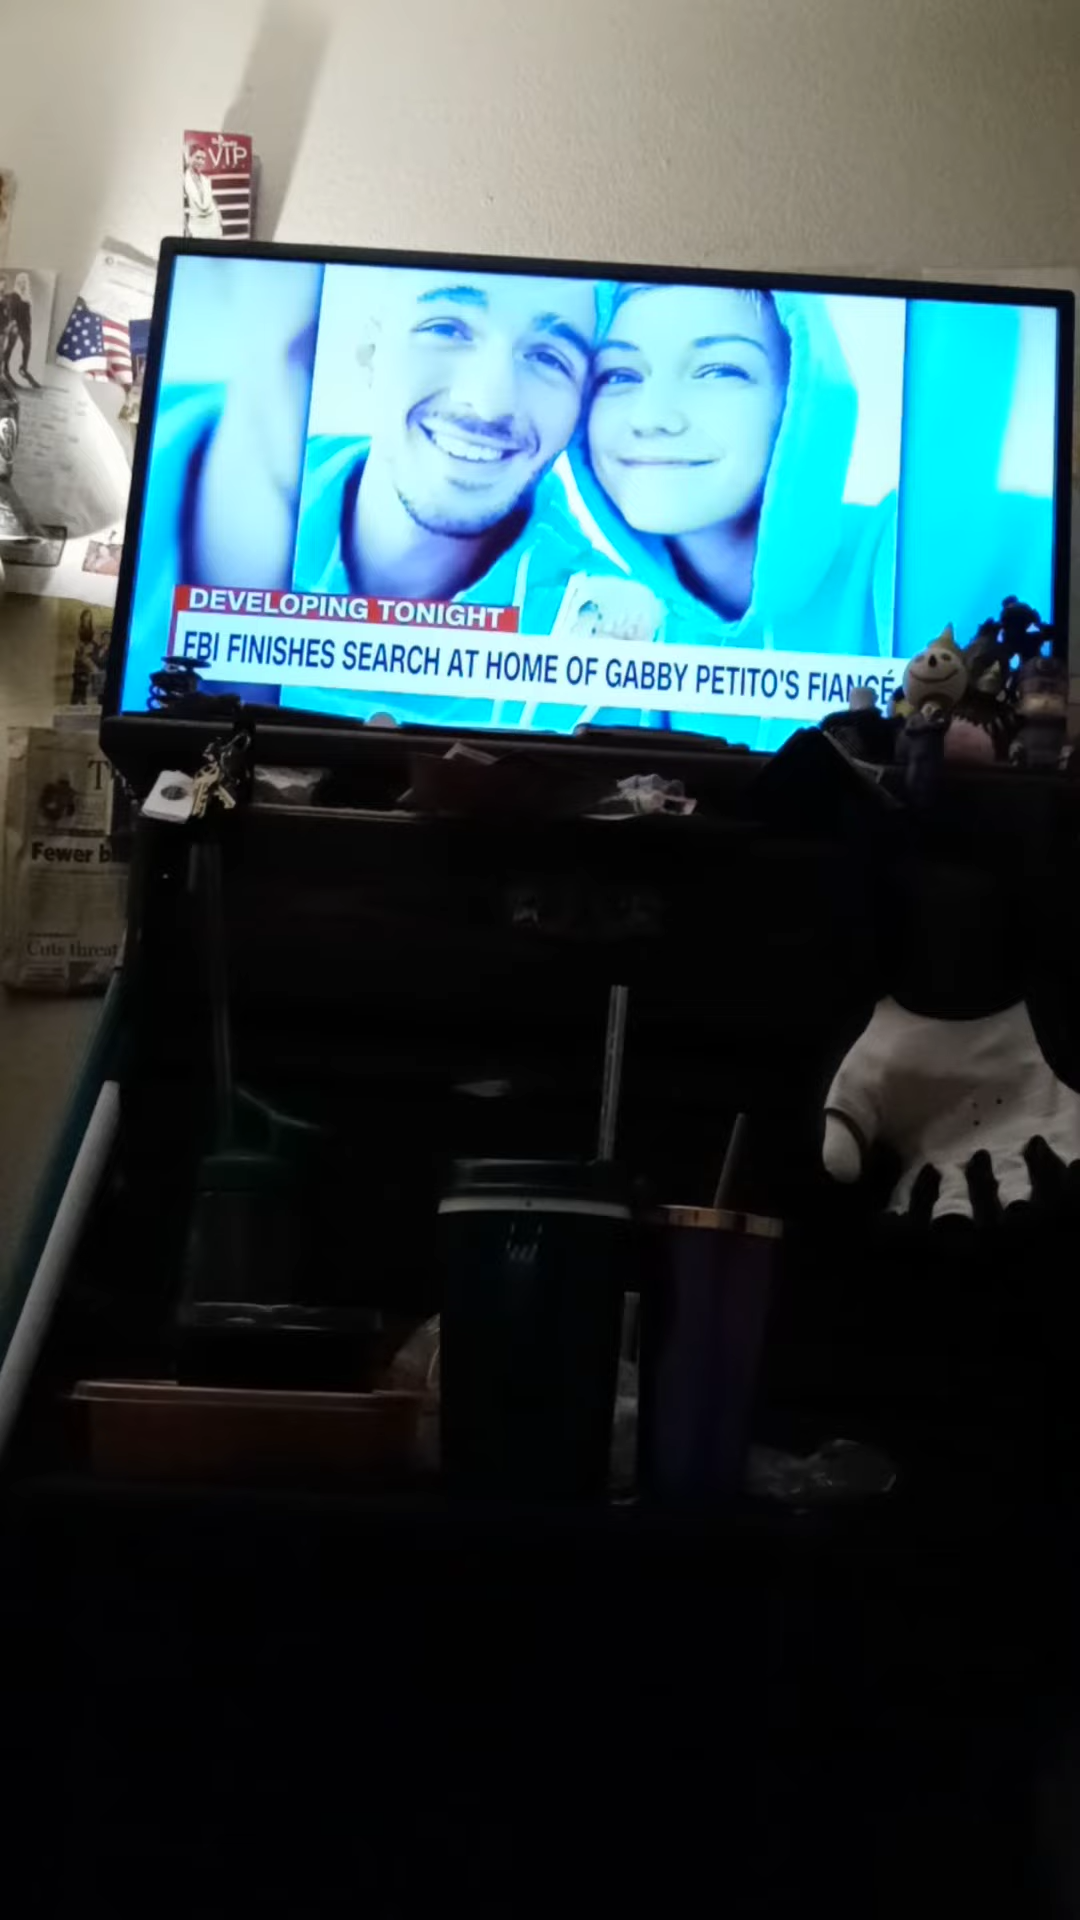 VIP
DEVELOPING TONIGHT
FBI FINISHES SEARCH AT HOME OF GABBY PETITO'S FIANCÉ
T
Fewer b
Cuts threat